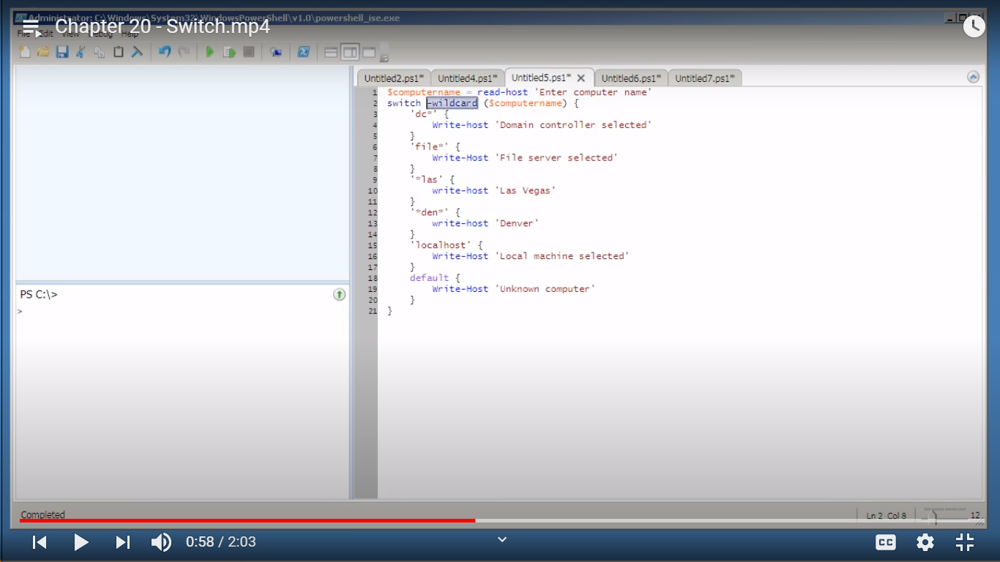 Administrator: C:\Windows\System32\WindowsPowerShell\v1.0\powershell_ise.exe
Chapter 20 - Switch.mp4
File Edit View Debug Help
Untitled2.ps1* Untitled4.ps1* Untitled5.ps1* Untitled6.ps1* Untitled7.ps1*
1 $computername = read-host 'Enter computer name'
2 switch -wildcard ($computername) {
3 'dc*' {
4 Write-host 'Domain controller selected'
5 }
6 'file*' {
7 Write-Host 'File server selected'
8 }
9 '*las' {
10 write-host 'Las Vegas'
11 }
12 '*den*' {
13 write-host 'Denver'
14 }
15 'localhost' {
16 Write-Host 'Local machine selected'
17 }
18 default {
19 Write-Host 'Unknown computer'
20 }
21 }
PS C:\>
>
Completed
Ln 2 Col 8
12
0:58 / 2:03
CC